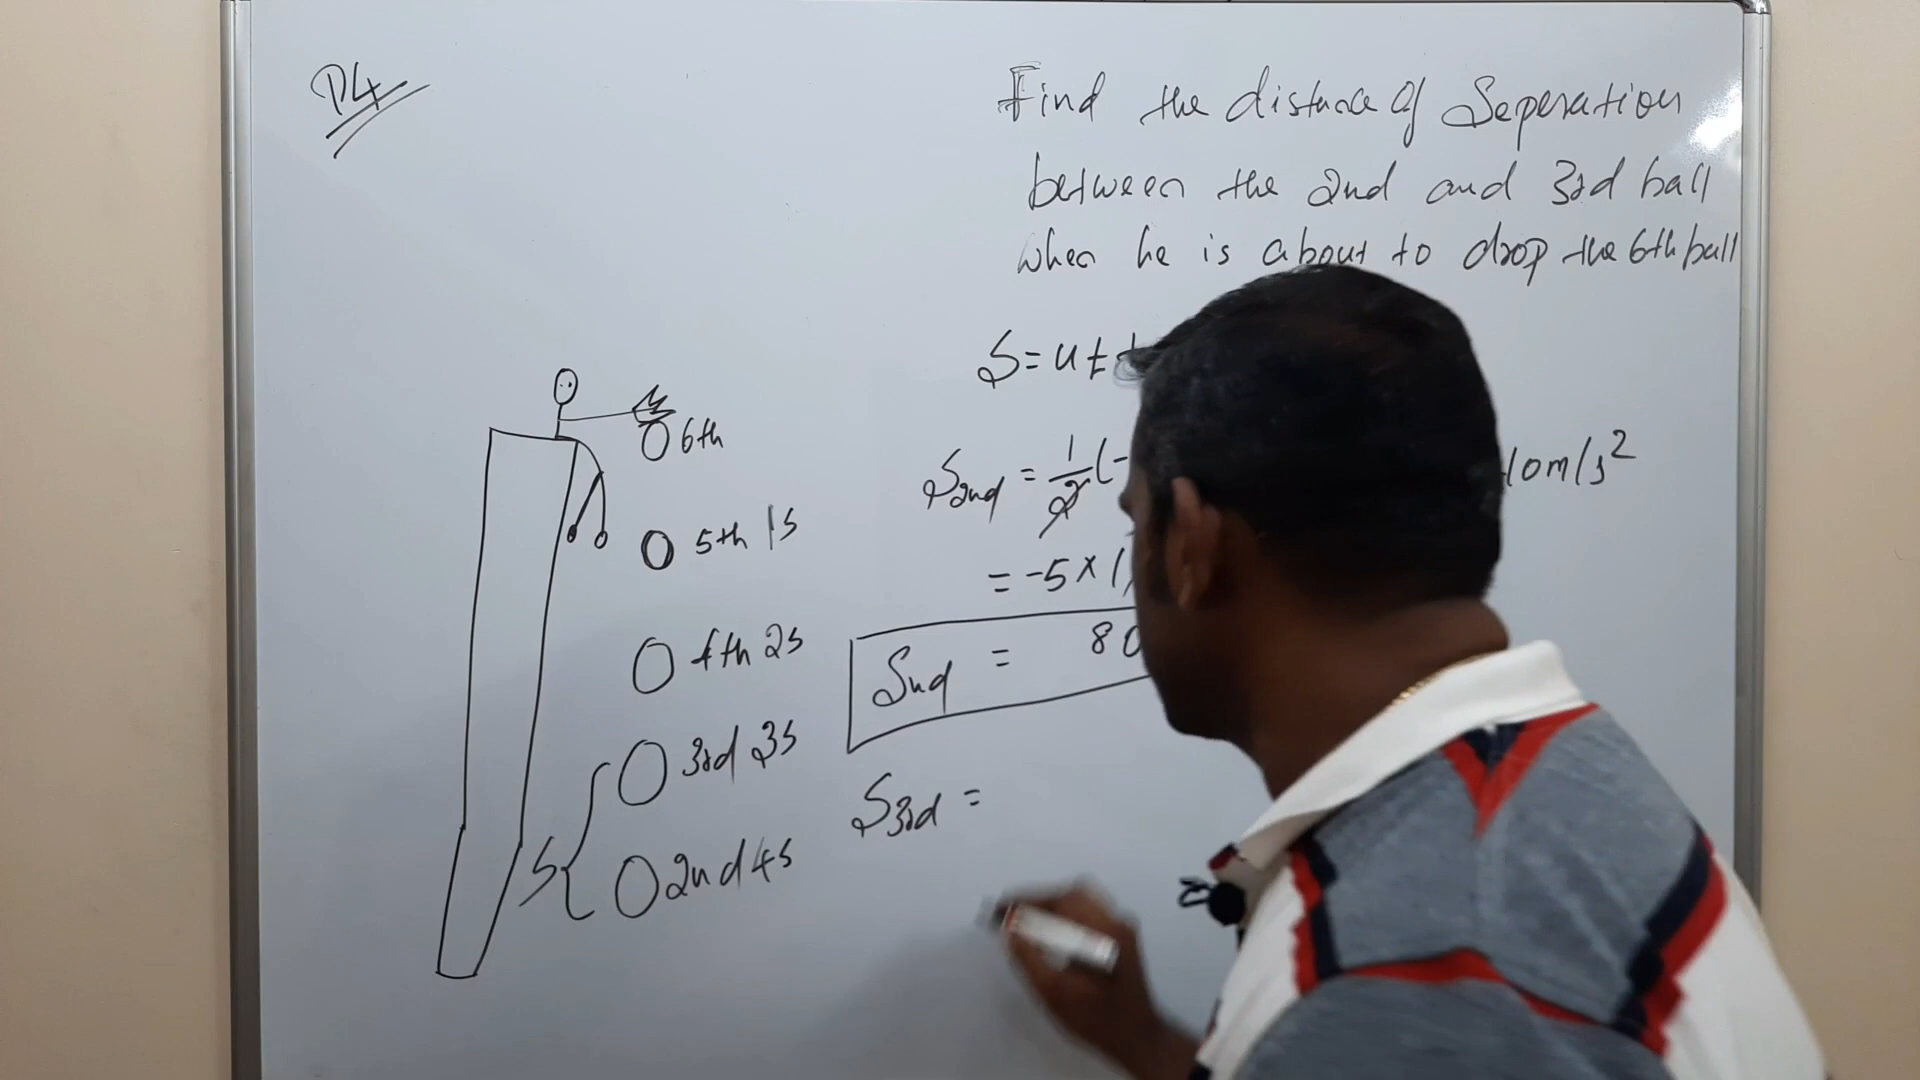 P4
Find the distance of Seperation
between the 2nd and 3rd ball
when he is about to drop the 6th ball
S = ut +
6th
S2nd = 1/2 (- 10m/s²
5th 1s
= -5 × 1
4th 2s
Snd = 80
3rd 3s
S3rd =
S
2nd 4s